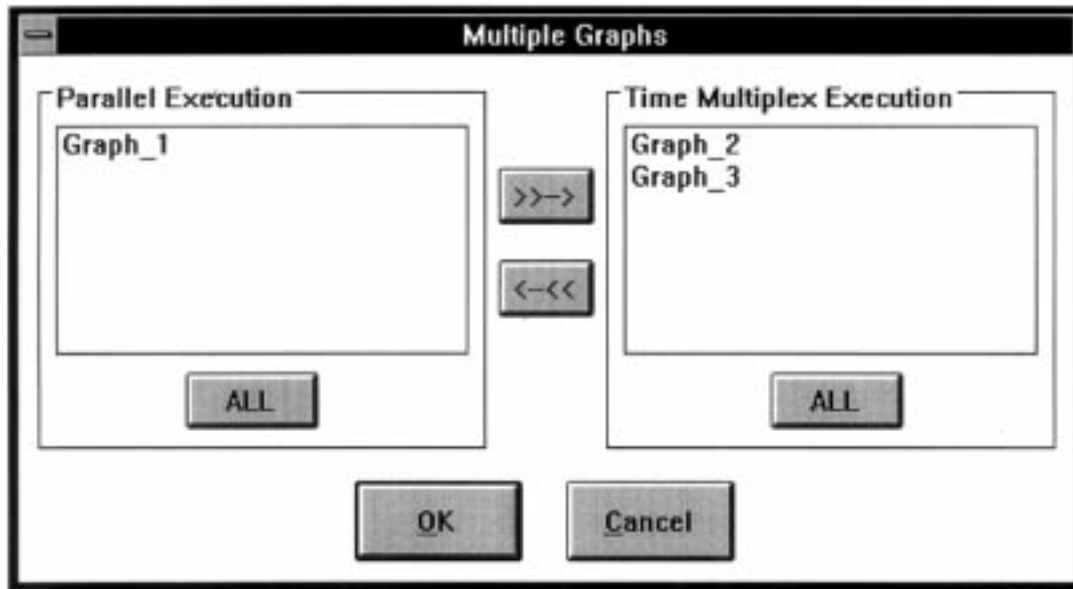 Multiple Graphs
Parallel Execution
Graph_1
ALL
>>->
<-<<
Time Multiplex Execution
Graph_2
Graph_3
ALL
OK
Cancel